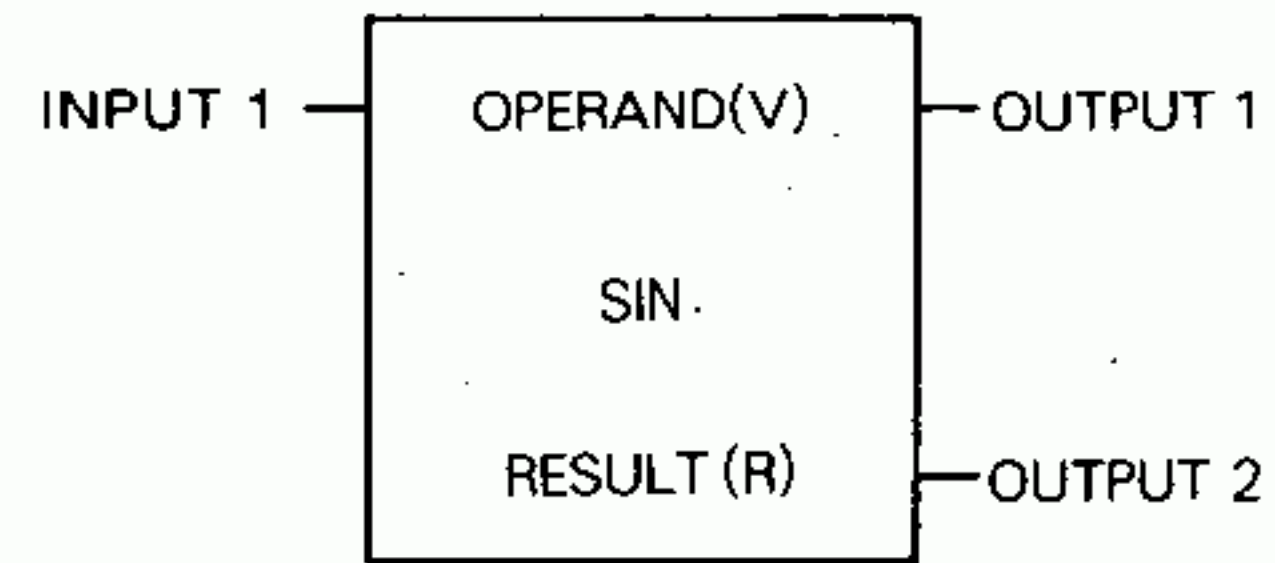 INPUT 1 OPERAND(V) OUTPUT 1
SIN
RESULT (R) OUTPUT 2